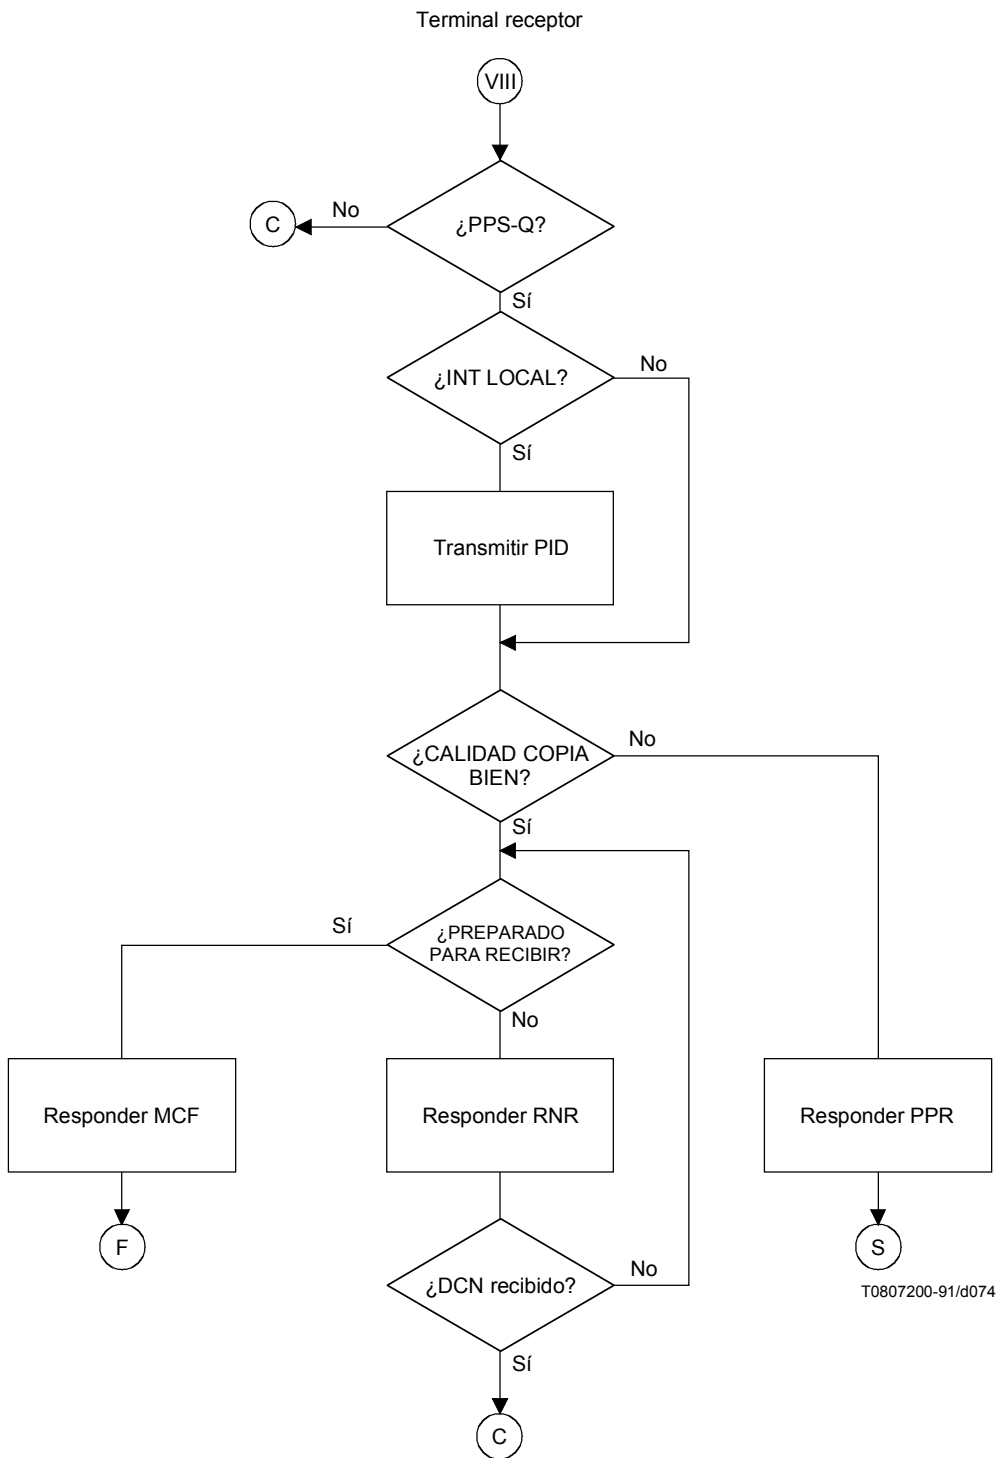 Terminal receptor
VIII
C
No
¿PPS-Q?
Sí
¿INT LOCAL?
No
Sí
Transmitir PID
¿CALIDAD COPIA
BIEN?
No
Sí
Sí
¿PREPARADO
PARA RECIBIR?
No
Responder MCF
Responder RNR
Responder PPR
F
¿DCN recibido?
No
S
T0807200-91/d074
Sí
C